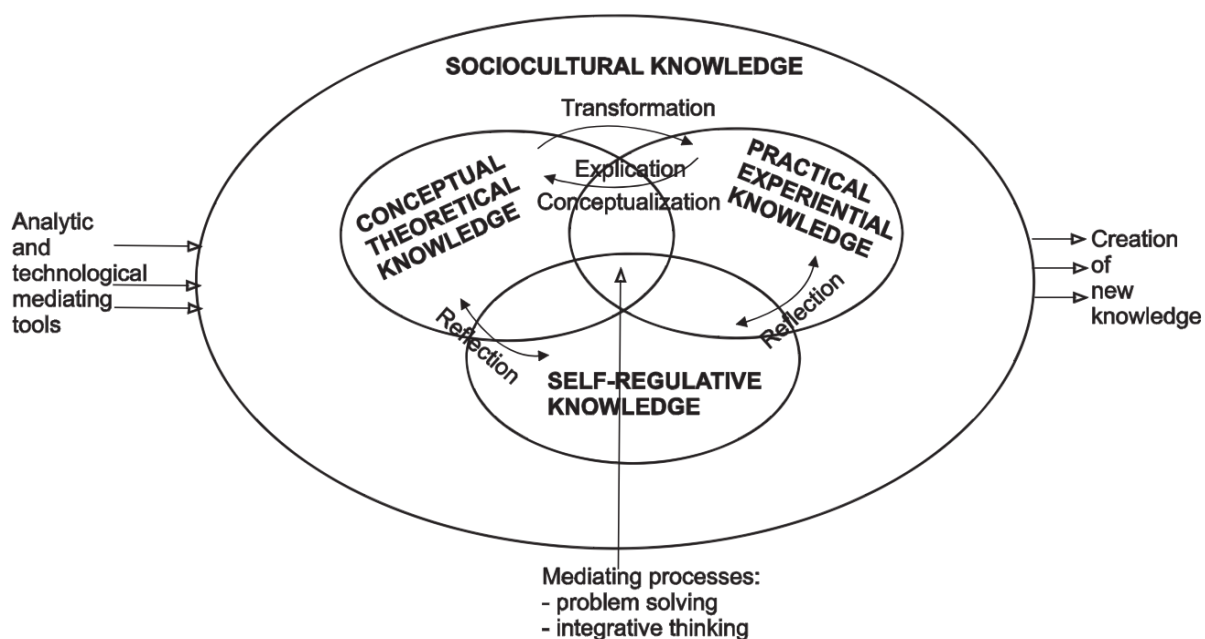 SOCIOCULTURAL KNOWLEDGE
Transformation
Explication
Conceptualization
CONCEPTUAL
THEORETICAL
KNOWLEDGE
PRACTICAL
EXPERIENTIAL
KNOWLEDGE
Analytic
and
technological
mediating
tools
Creation
of
new
knowledge
Reflection
Reflection
SELF-REGULATIVE
KNOWLEDGE
Mediating processes:
- problem solving
- integrative thinking